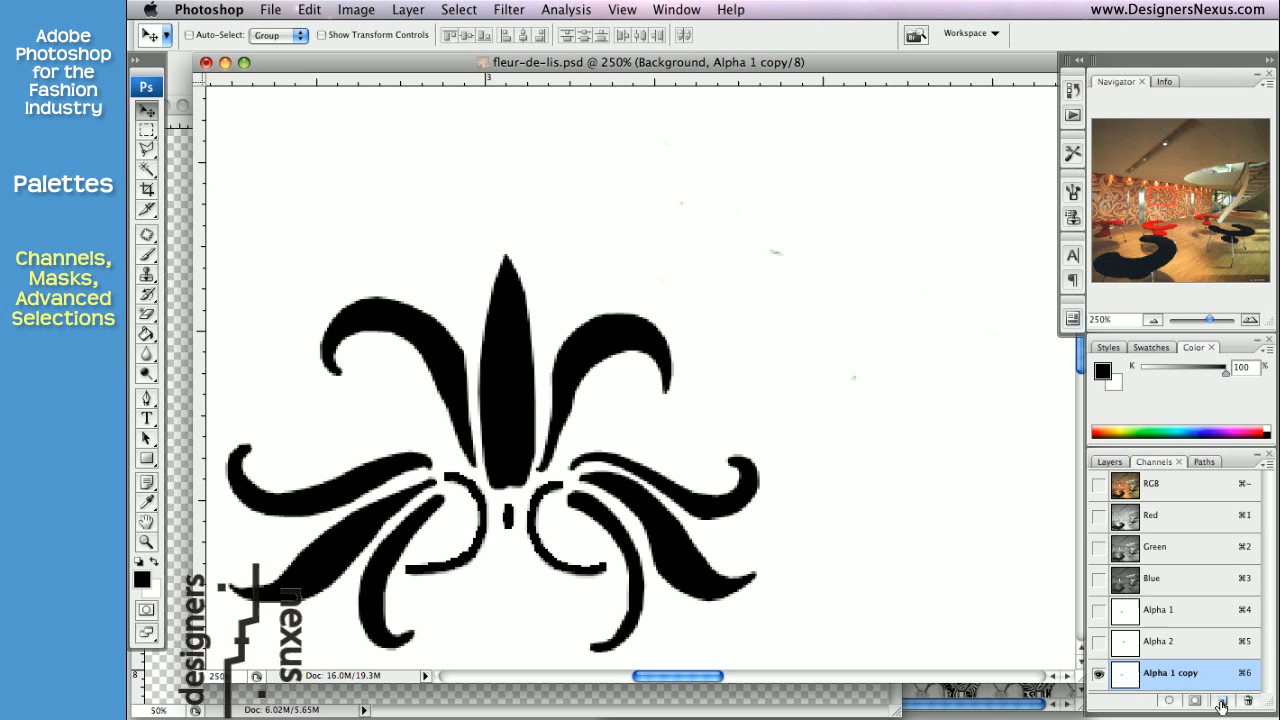 Photoshop File Edit Image Layer Select Filter Analysis View Window Help www.DesignersNexus.com
Auto-Select: Group Show Transform Controls Workspace
Adobe
Photoshop
for the
Fashion
Industry
Palettes
Channels,
Masks,
Advanced
Selections
fleur-de-lis.psd @ 250% (Background, Alpha 1 copy/8)
3
Ps
T
Navigator Info
250%
Styles Swatches Color
K 100 %
Layers Channels Paths
RGB ⌘~
Red ⌘1
Green ⌘2
Blue ⌘3
Alpha 1 ⌘4
Alpha 2 ⌘5
Alpha 1 copy ⌘6
designers
nexus
8
250 Doc: 16.0M/19.3M
50% Doc: 6.02M/5.65M